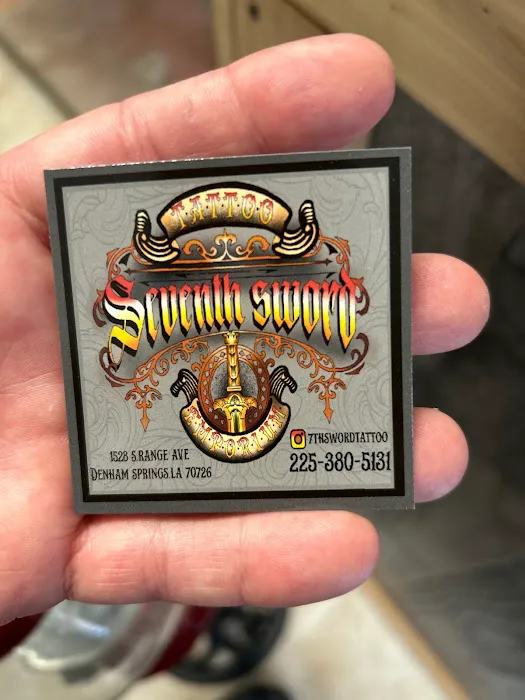 TATTOO
Seventh sword
EMPORIUM
7THSWORDTATTOO
1528 S.RANGE AVE
225-380-5131
DENHAM SPRINGS,LA 70726